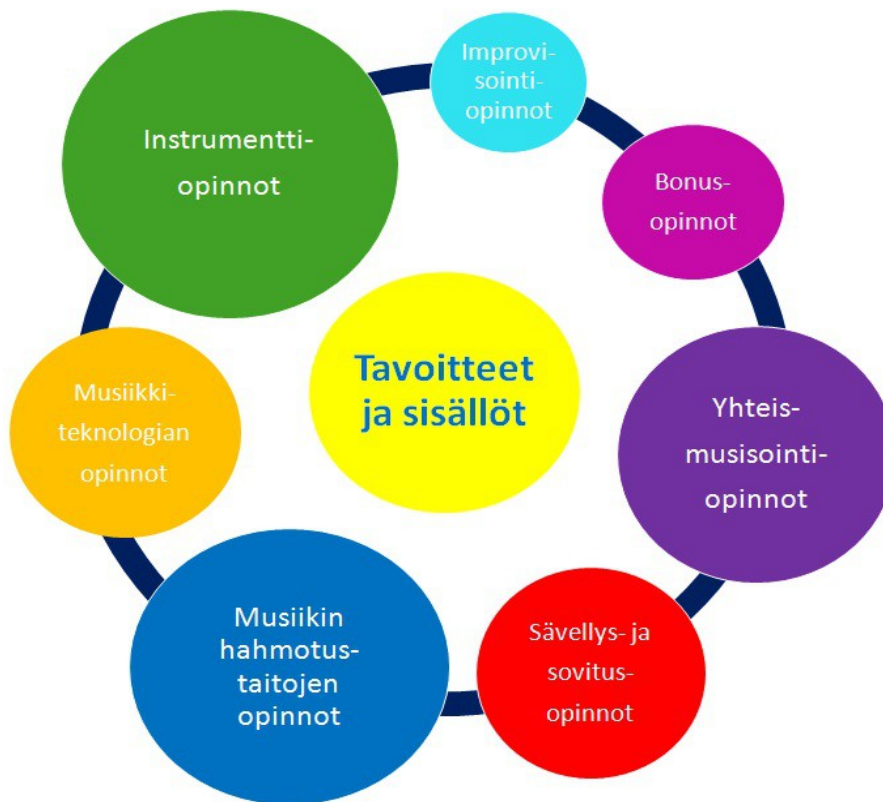 Improvi-
sointi-
opinnot
Instrumentti-
opinnot
Bonus-
opinnot
Tavoitteet
ja sisällöt
Musiikki-
teknologian
opinnot
Yhteis-
musisointi-
opinnot
Musiikin
hahmotus-
taitojen
opinnot
Sävellys- ja
sovitus-
opinnot